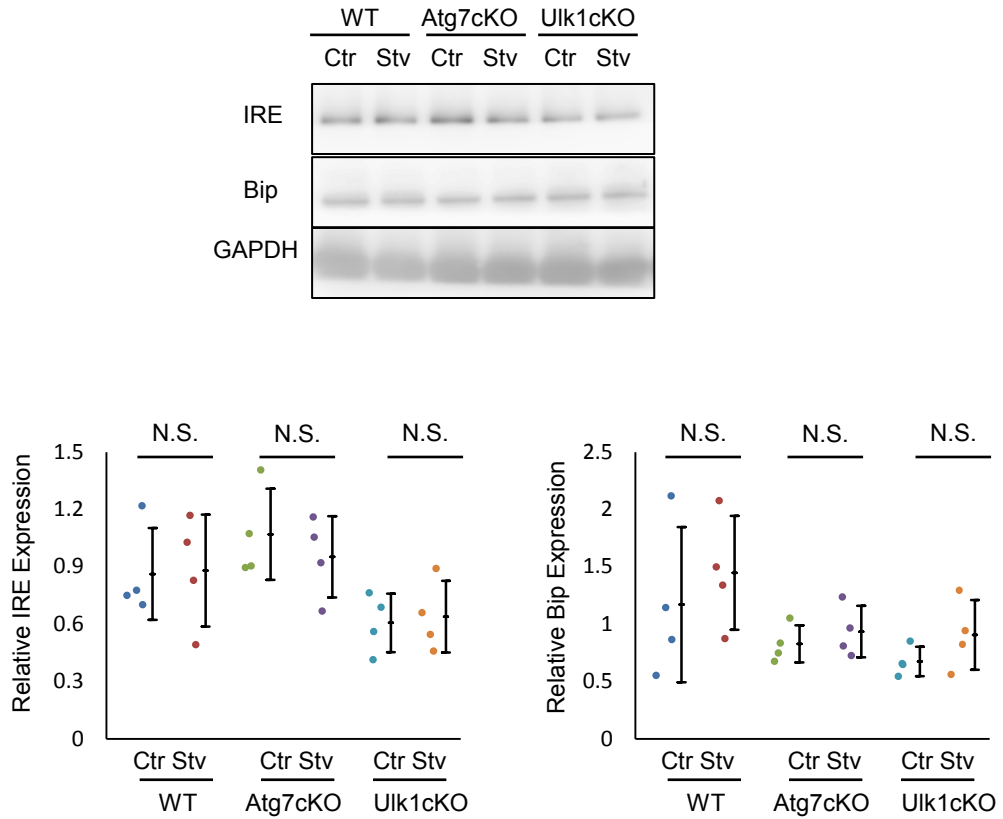 WT Atg7cKO Ulk1cKO
Ctr Stv Ctr Stv Ctr Stv
IRE
Bip
GAPDH
N.S. N.S. N.S.
1.5
1.2
0.9
0.6
0.3
0
Relative IRE Expression
Ctr Stv Ctr Stv Ctr Stv
WT Atg7cKO Ulk1cKO
N.S. N.S. N.S.
2.5
2
1.5
1
0.5
0
Relative Bip Expression
Ctr Stv Ctr Stv Ctr Stv
WT Atg7cKO Ulk1cKO